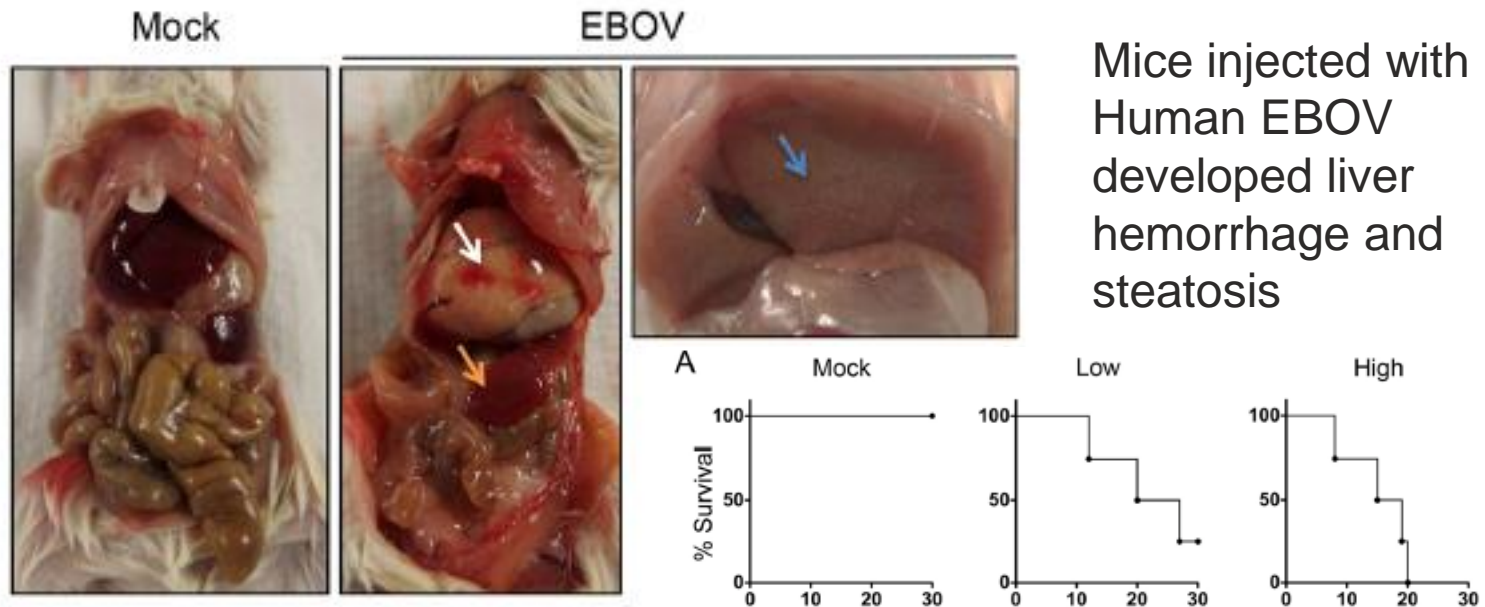 Mock
EBOV
Mice injected with
Human EBOV
developed liver
hemorrhage and
steatosis
A
Mock
Low
High
% Survival
100
50
0
0 10 20 30
100
50
0
0 10 20 30
100
50
0
0 10 20 30